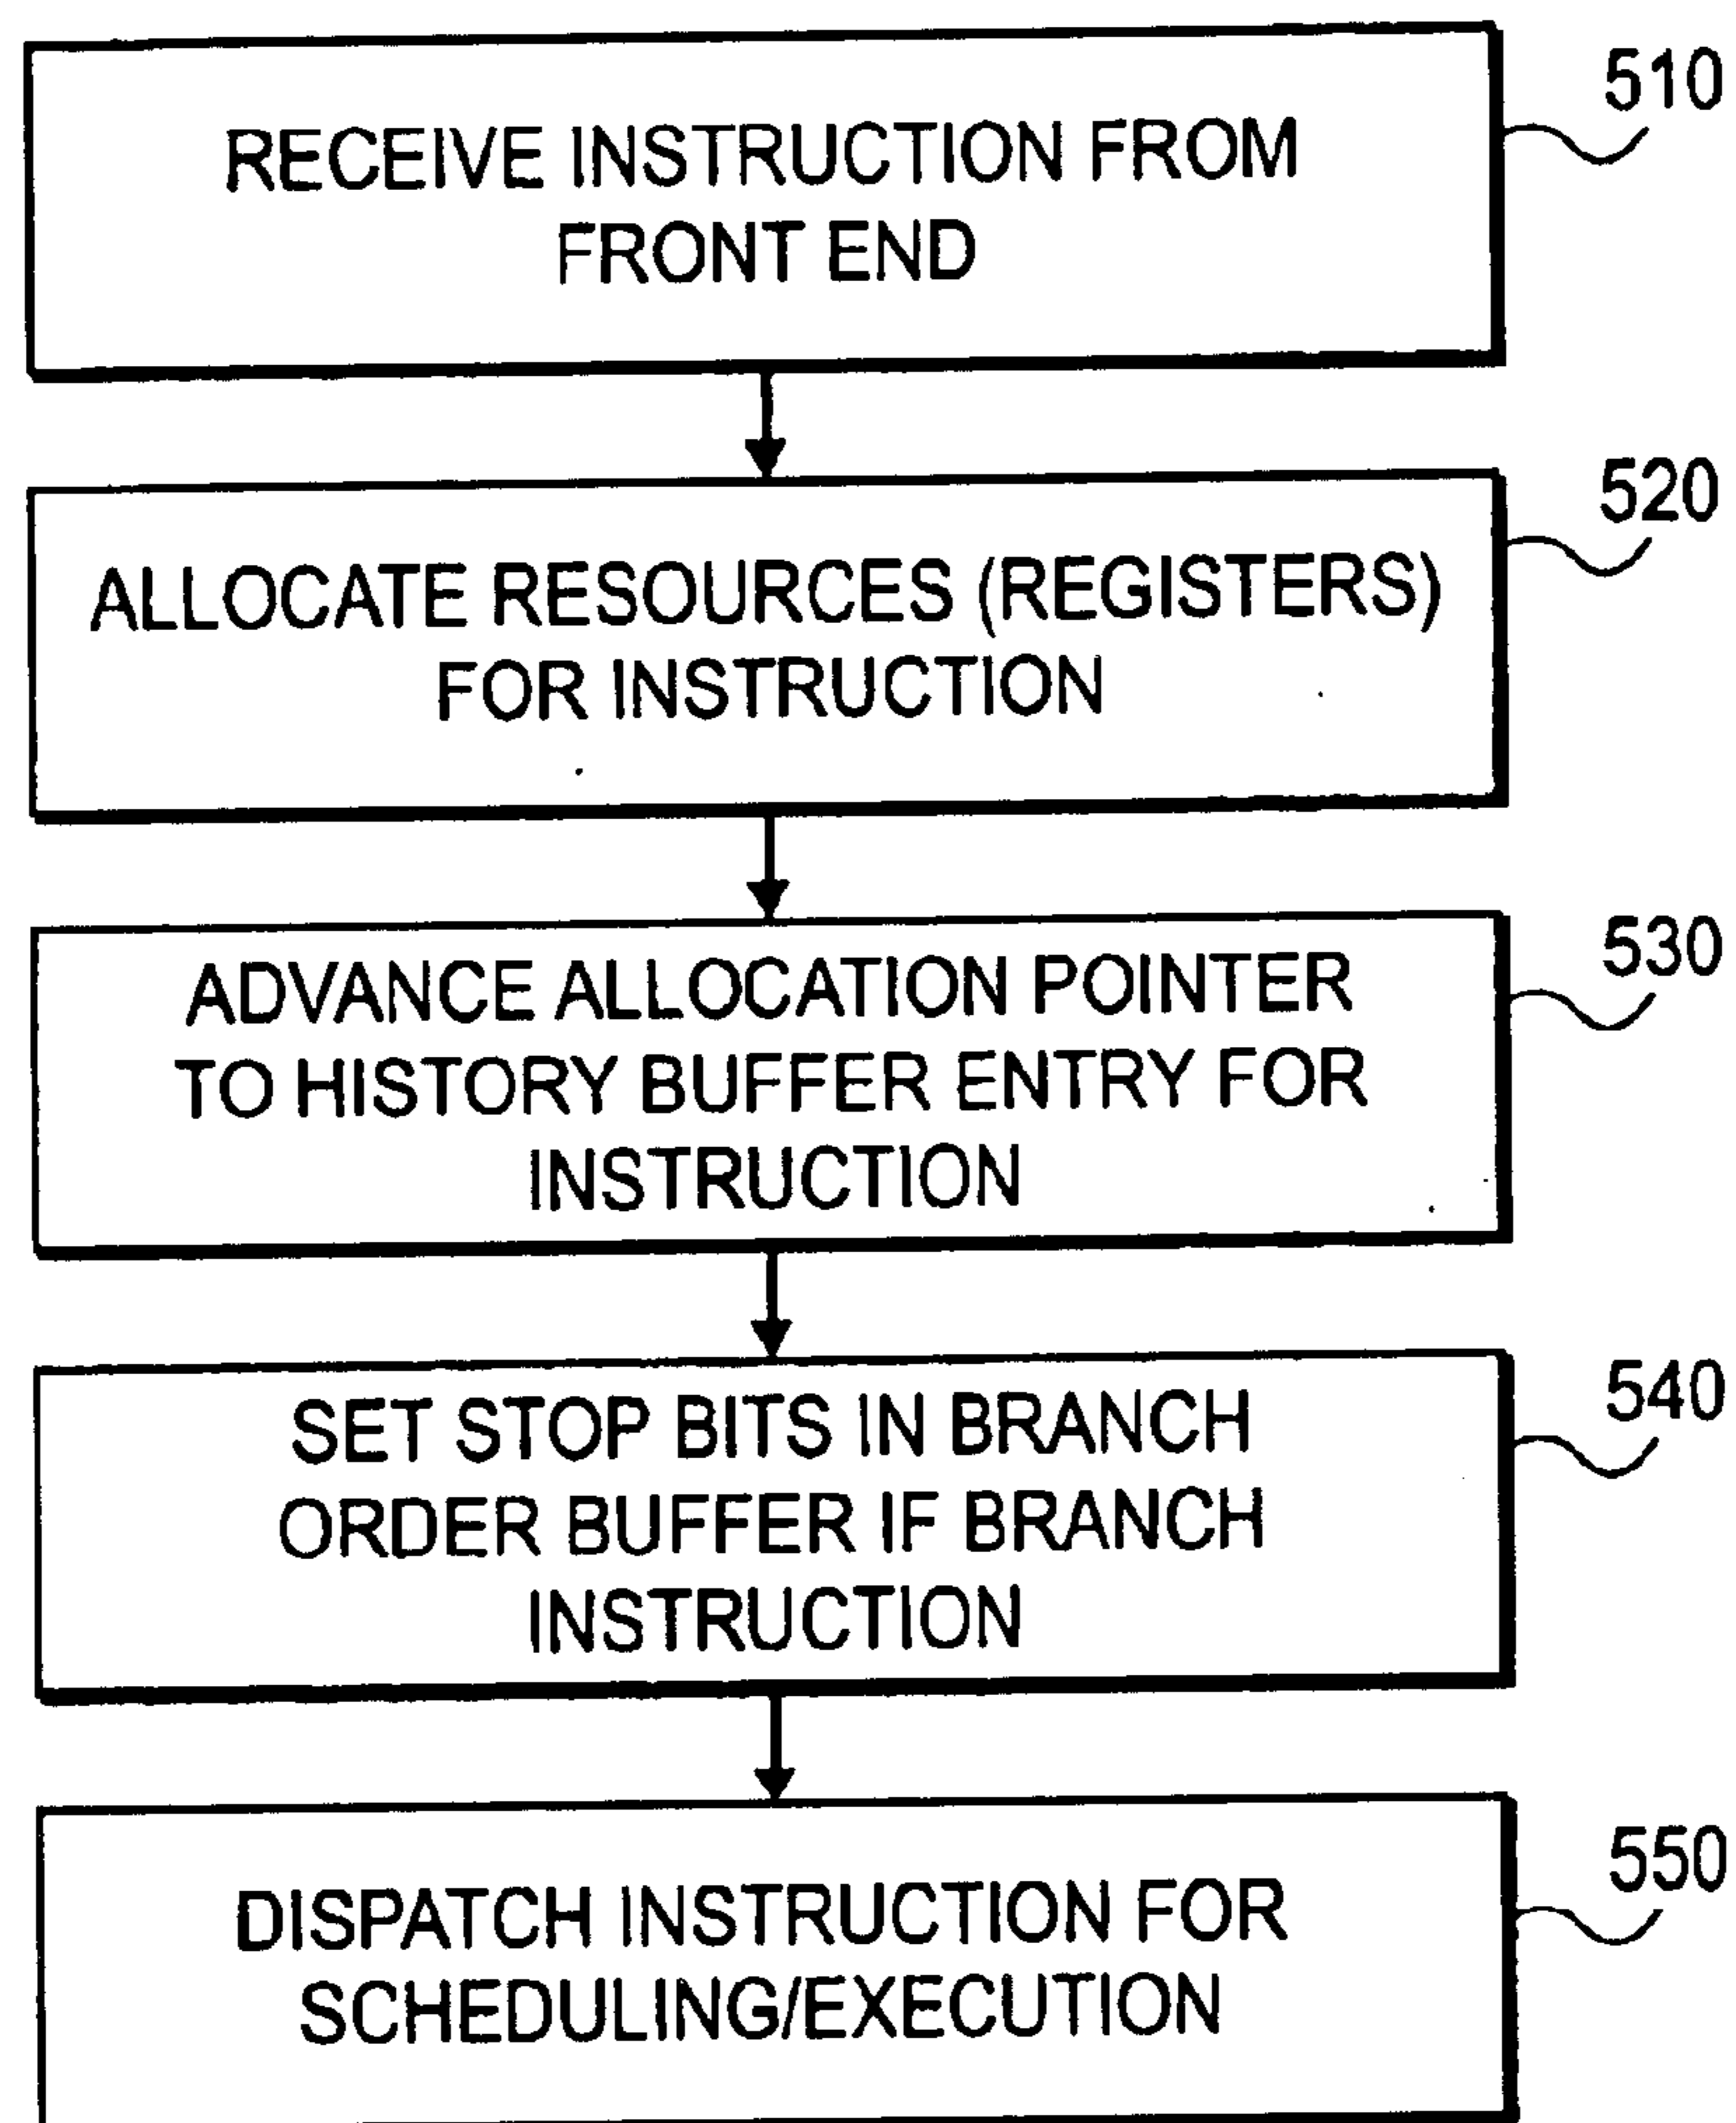 510
RECEIVE INSTRUCTION FROM
FRONT END
520
ALLOCATE RESOURCES (REGISTERS)
FOR INSTRUCTION
530
ADVANCE ALLOCATION POINTER
TO HISTORY BUFFER ENTRY FOR
INSTRUCTION
540
SET STOP BITS IN BRANCH
ORDER BUFFER IF BRANCH
INSTRUCTION
550
DISPATCH INSTRUCTION FOR
SCHEDULING/EXECUTION